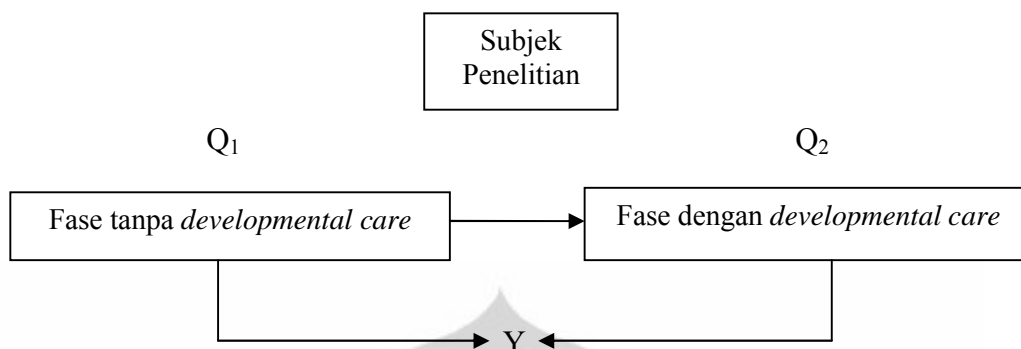 Subjek
Penelitian
Q₁
Q₂
Fase tanpa developmental care
Fase dengan developmental care
Y